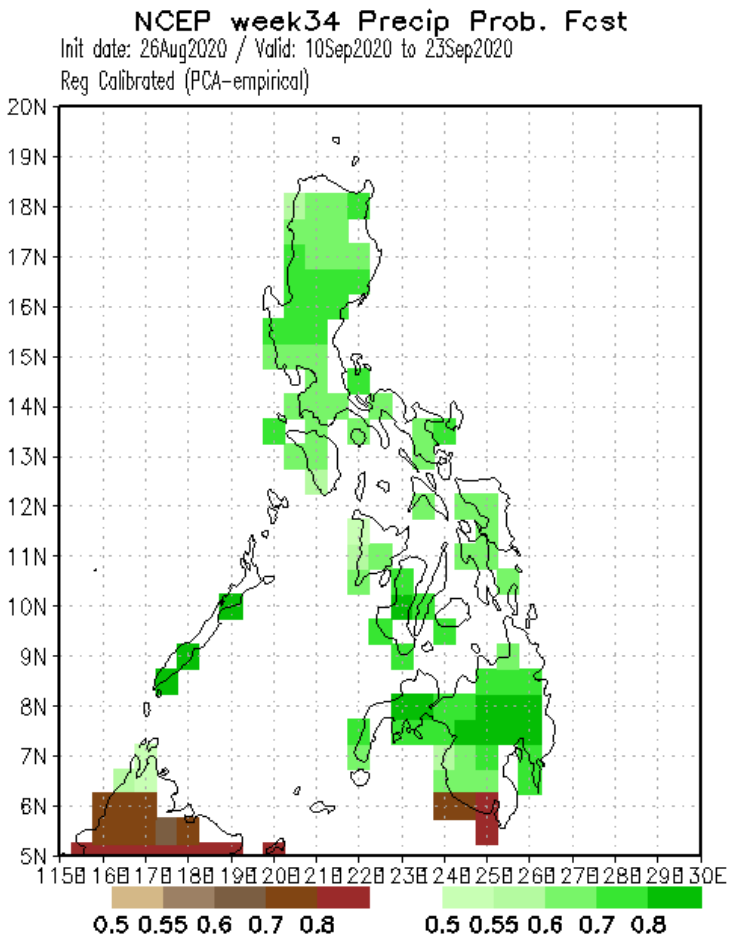 NCEP week34 Precip Prob. Fcst
Init date: 26Aug2020 / Valid: 10Sep2020 to 23Sep2020
Reg Calibrated (PCA-empirical)
20N
19N
18N
17N
16N
15N
14N
13N
12N
11N
10N
9N
8N
7N
6N
5N
115E 116E 117E 118E 119E 120E 121E 122E 123E 124E 125E 126E 127E 128E 129E 130E
0.5 0.55 0.6 0.7 0.8 0.5 0.55 0.6 0.7 0.8